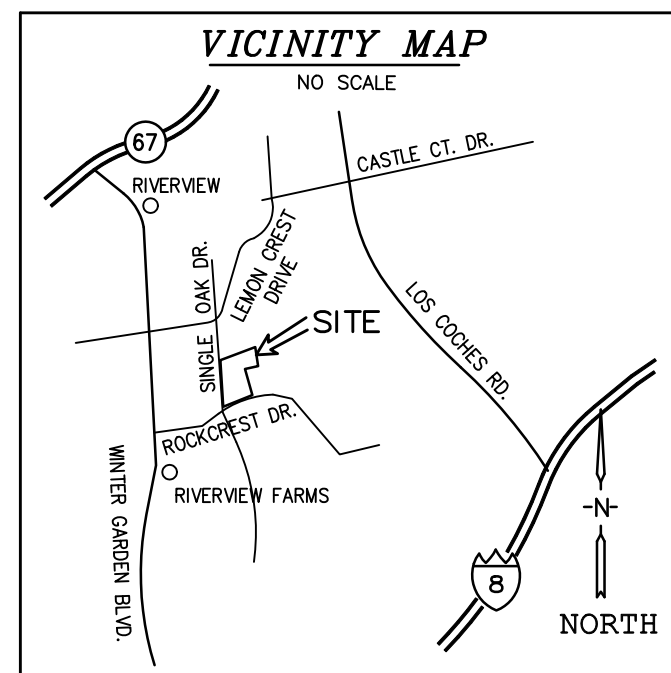 VICINITY MAP
NO SCALE
67
RIVERVIEW
CASTLE CT. DR.
SINGLE OAK DR.
LEMON CREST
DRIVE
SITE
LOS COCHES RD.
ROCKCREST DR.
RIVERVIEW FARMS
WINTER GARDEN BLVD.
-N-
8
NORTH